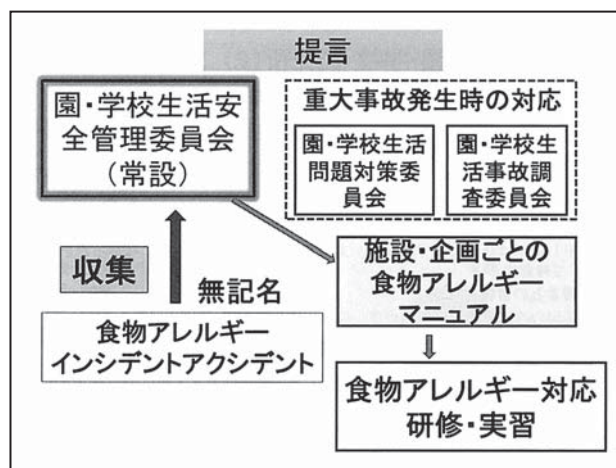 提言
園・学校生活安
全管理委員会
(常設)
重大事故発生時の対応
園・学校生活
問題対策委
員会
園・学校生
活事故調
査委員会
収集
無記名
食物アレルギー
インシデントアクシデント
施設・企画ごとの
食物アレルギー
マニュアル
食物アレルギー対応
研修・実習